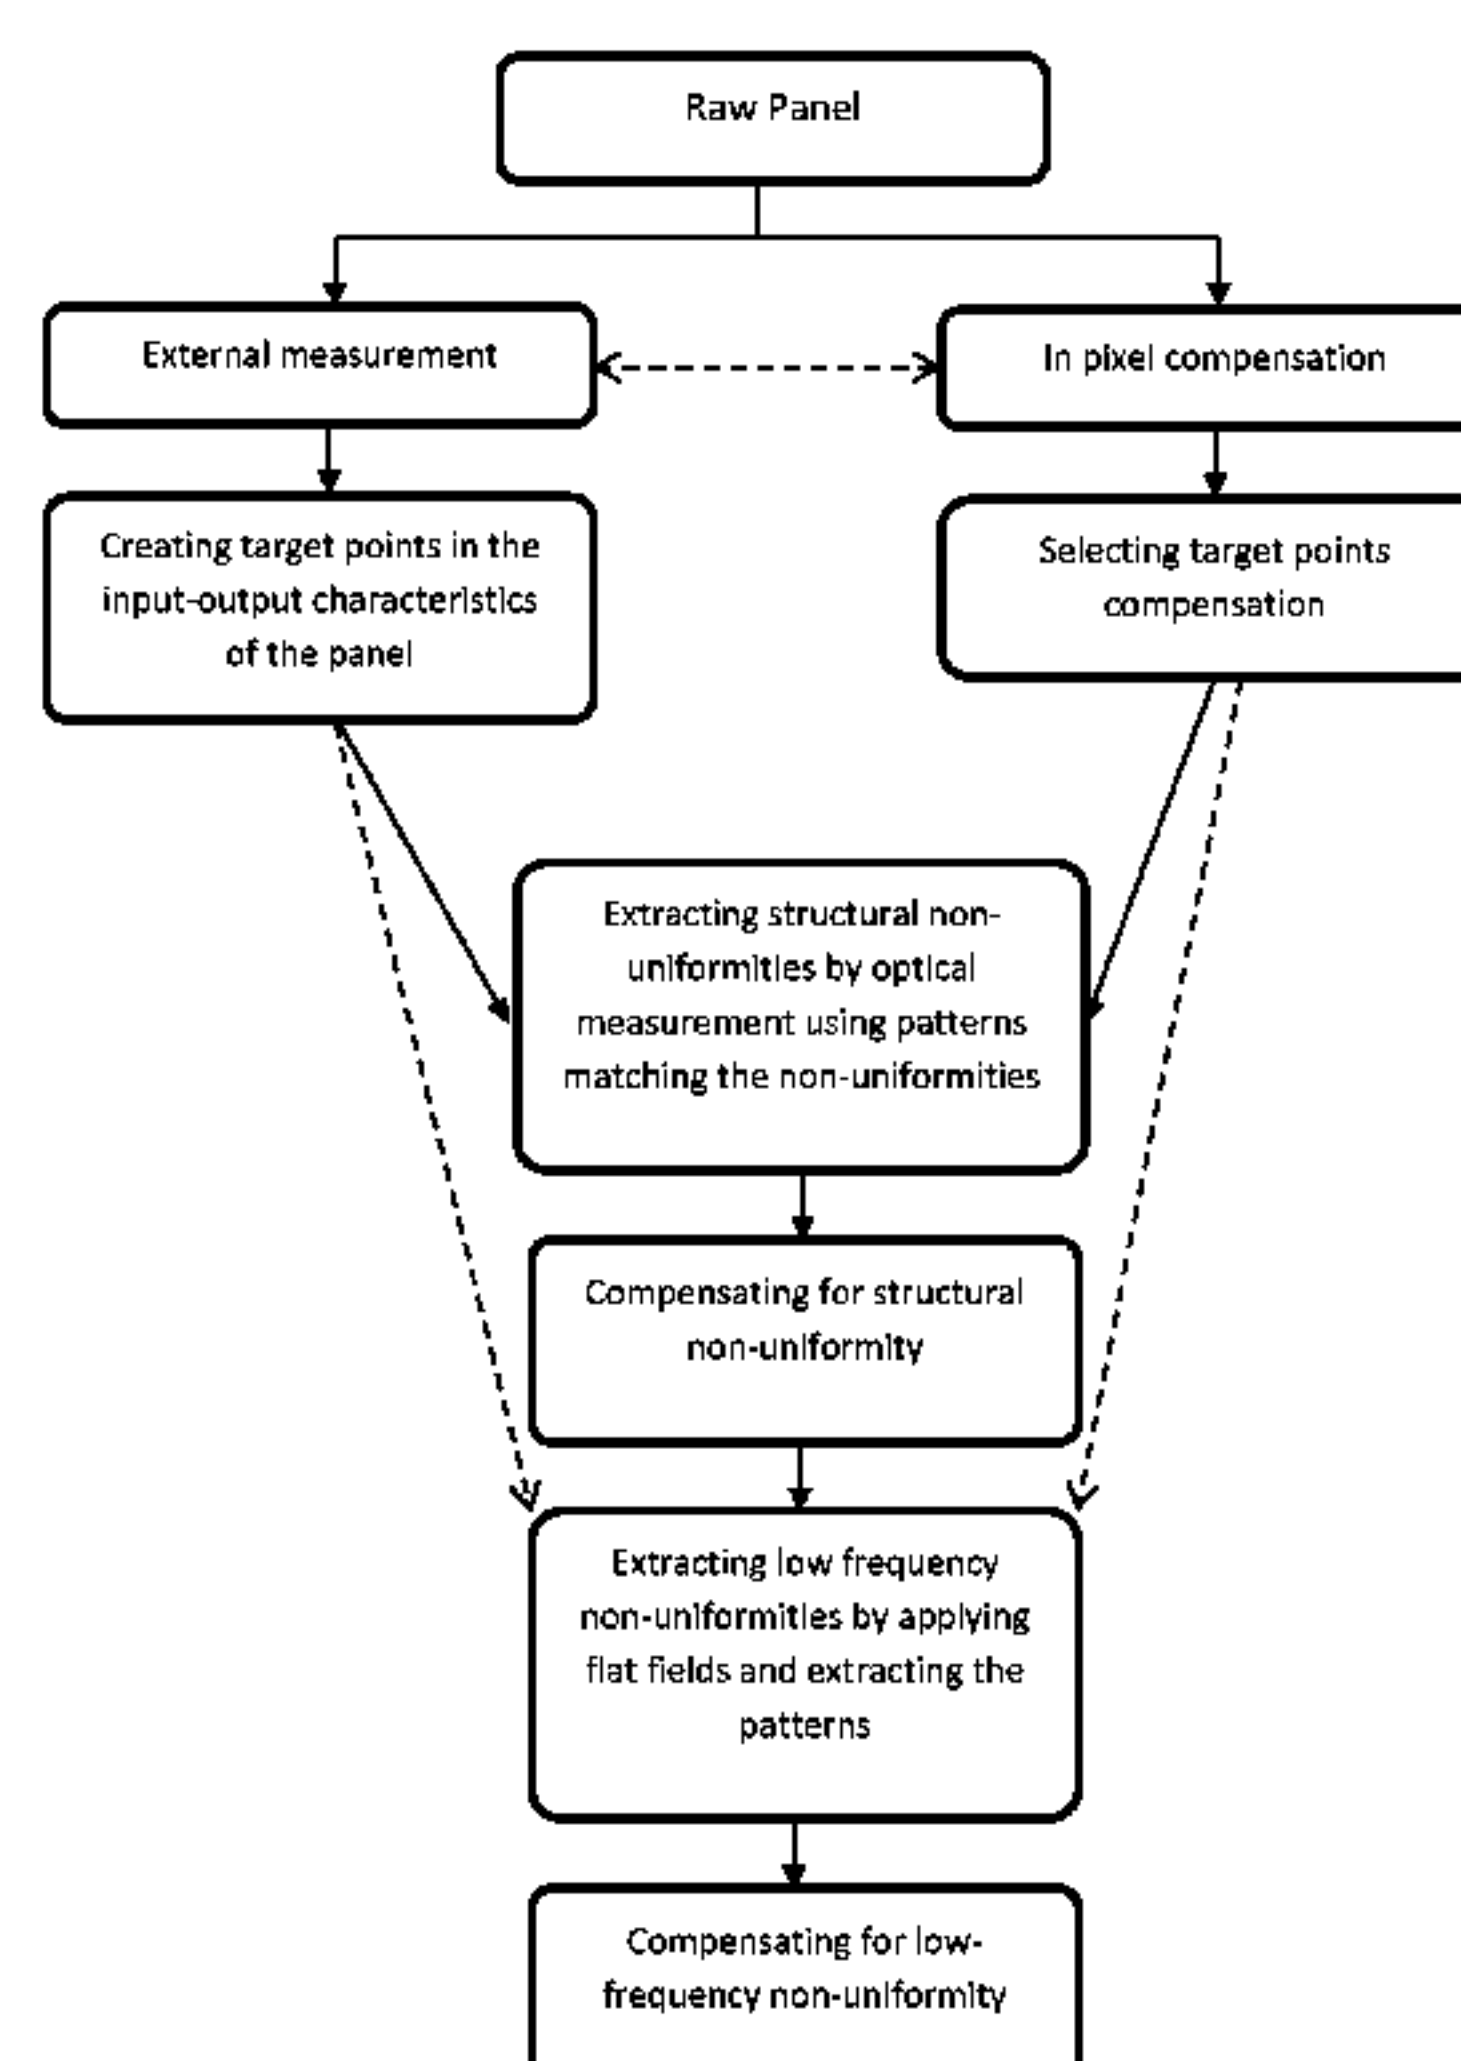 Raw Panel
External measurement
In pixel compensation
Creating target points in the
input-output characteristics
of the panel
Selecting target points
compensation
Extracting structural non-
uniformities by optical
measurement using patterns
matching the non-uniformities
Compensating for structural
non-uniformity
Extracting low frequency
non-uniformities by applying
flat fields and extracting the
patterns
Compensating for low-
frequency non-uniformity